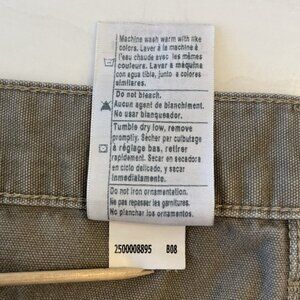 Machine wash warm with like
colors. Laver à la machine à
l'eau chaude avec les mêmes
couleurs. Lavar a máquina
con agua tibia, junto a colores
similares.
Do not bleach.
Aucun agent de blanchiment.
No usar blanqueador.
Tumble dry low, remove
promptly. Sécher par culbutage
à réglage bas, retirer
rapidement. Secar en secadora
en ciclo delicado, y sacar
inmediatamente.
Do not iron ornamentation.
Ne pas repasser les garnitures.
No planchar los ornamentos.
2500008895 808